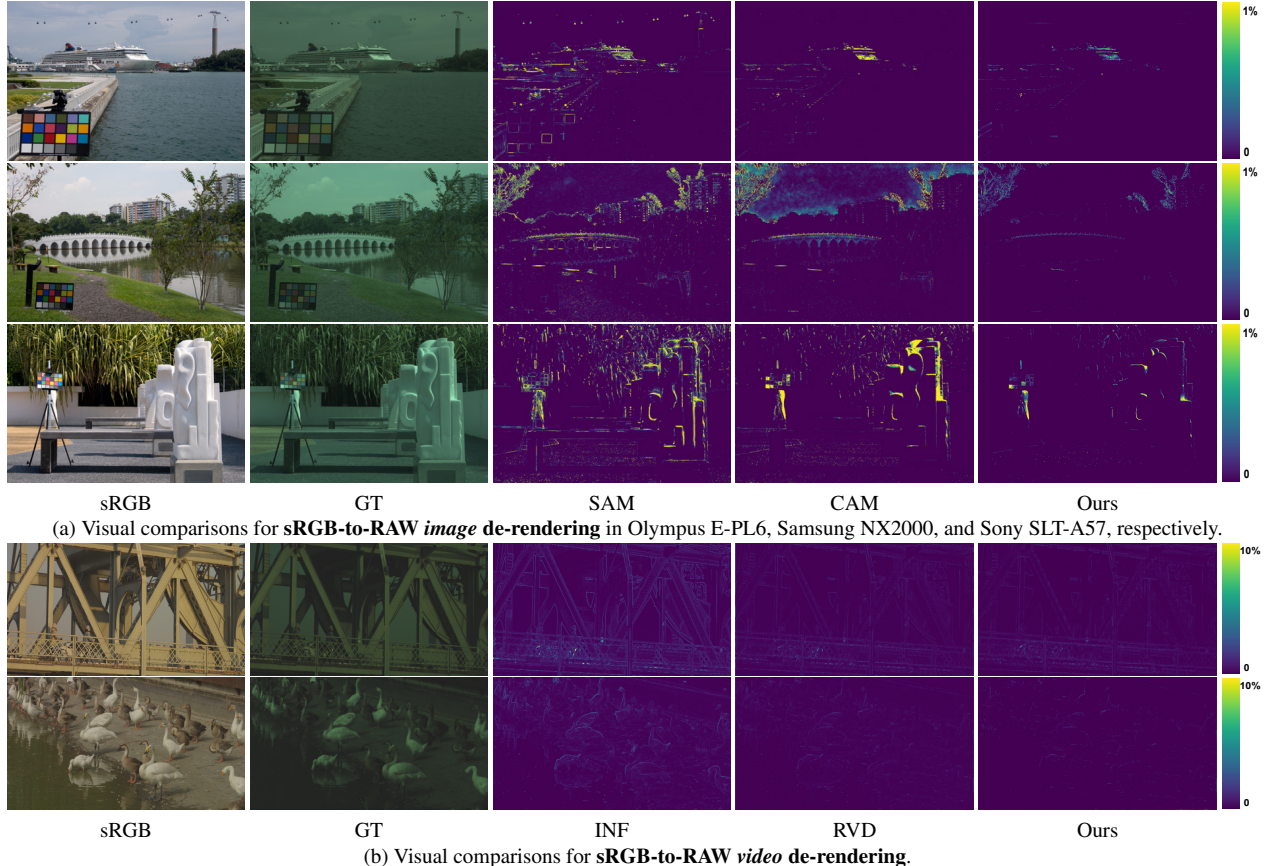 1%
0
1%
0
1%
0
sRGB GT SAM CAM Ours
(a) Visual comparisons for sRGB-to-RAW image de-rendering in Olympus E-PL6, Samsung NX2000, and Sony SLT-A57, respectively.
10%
0
10%
0
sRGB GT INF RVD Ours
(b) Visual comparisons for sRGB-to-RAW video de-rendering.